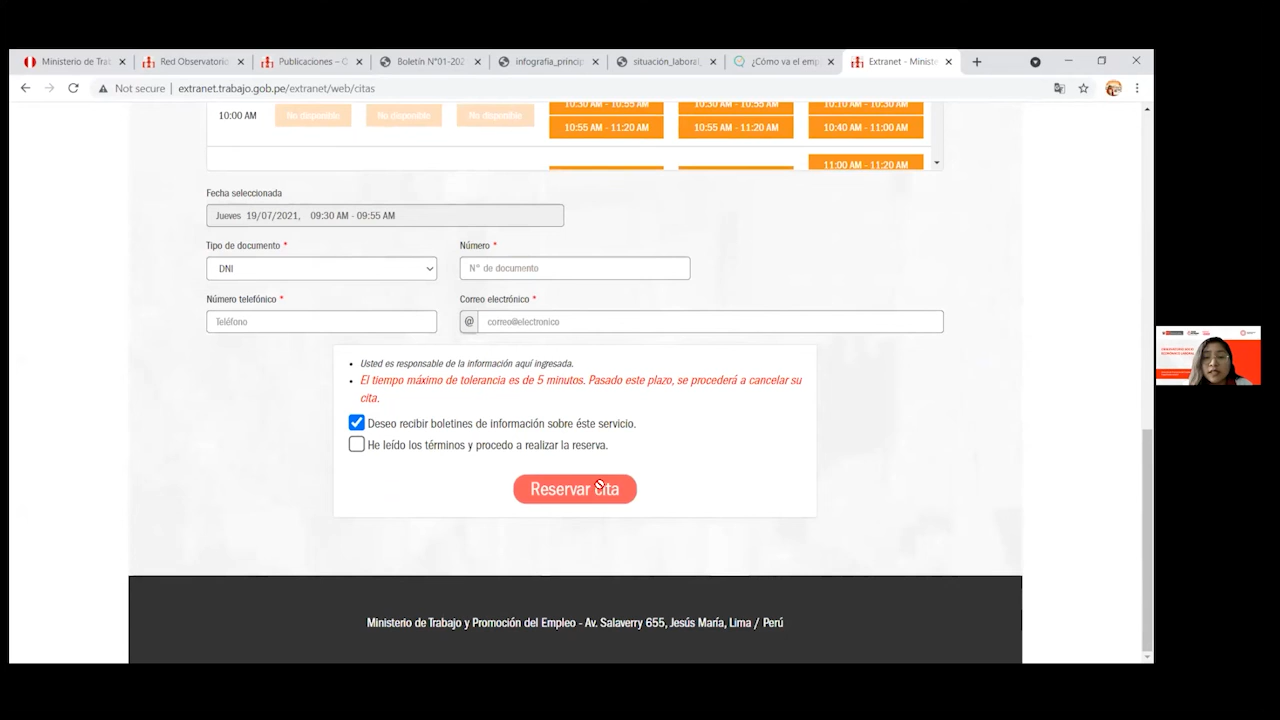 Ministerio de Tra
Red Observatorio
Publicaciones – O
Boletín N°01-202
infografia_princip
situación_laboral_
¿Cómo va el emp
Extranet - Ministe
Not secure
extranet.trabajo.gob.pe/extranet/web/citas
10:30 AM - 10:55 AM
10:30 AM - 10:55 AM
10:10 AM - 10:30 AM
10:00 AM
No disponible
No disponible
No disponible
10:55 AM - 11:20 AM
10:55 AM - 11:20 AM
10:40 AM - 11:00 AM
11:00 AM - 11:20 AM
Fecha seleccionada
Jueves 19/07/2021, 09:30 AM - 09:55 AM
Tipo de documento *
Número *
DNI
N° de documento
Número telefónico *
Correo electrónico *
Teléfono
@ correo@electronico
• Usted es responsable de la información aquí ingresada.
• El tiempo máximo de tolerancia es de 5 minutos. Pasado este plazo, se procederá a cancelar su
cita.
Deseo recibir boletines de información sobre éste servicio.
He leído los términos y procedo a realizar la reserva.
Reservar cita
Ministerio de Trabajo y Promoción del Empleo - Av. Salaverry 655, Jesús María, Lima / Perú